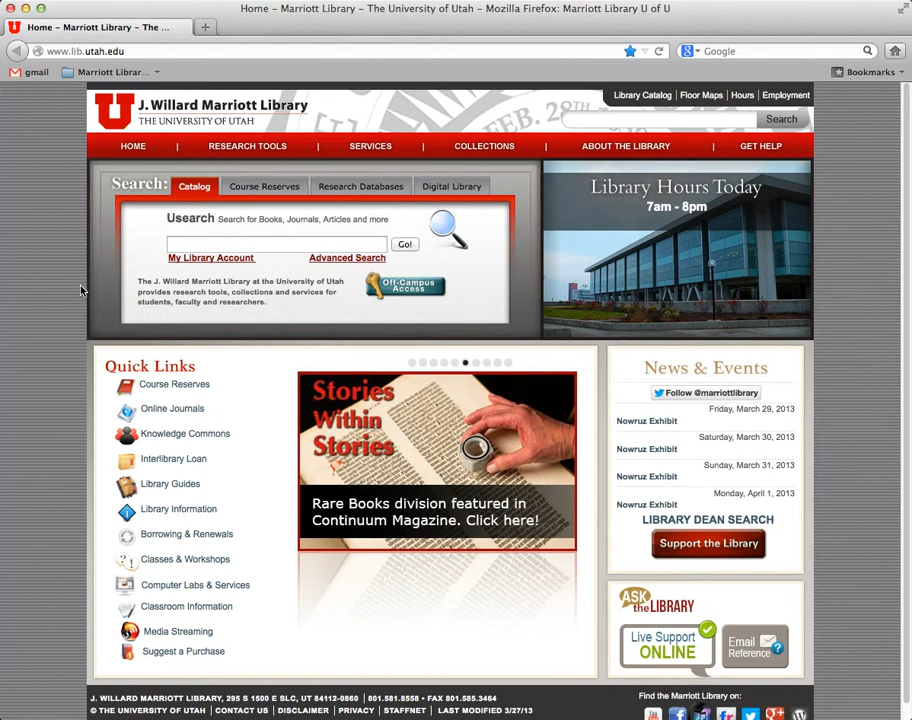 Home – Marriott Library – The University of Utah – Mozilla Firefox: Marriott Library U of U
Home – Marriott Library – The ...
www.lib.utah.edu
Google
gmail
Marriott Librar...
Bookmarks
Library Catalog | Floor Maps | Hours | Employment
J. Willard Marriott Library
THE UNIVERSITY OF UTAH
FEB. 28TH
Search
HOME | RESEARCH TOOLS | SERVICES | COLLECTIONS | ABOUT THE LIBRARY | GET HELP
Search: Catalog Course Reserves Research Databases Digital Library
Usearch Search for Books, Journals, Articles and more
Go!
My Library Account Advanced Search
The J. Willard Marriott Library at the University of Utah
provides research tools, collections and services for
students, faculty and researchers.
Off-Campus
Access
Library Hours Today
7am - 8pm
Quick Links
Course Reserves
Online Journals
Knowledge Commons
Interlibrary Loan
Library Guides
Library Information
Borrowing & Renewals
Classes & Workshops
Computer Labs & Services
Classroom Information
Media Streaming
Suggest a Purchase
Stories
Within
Stories
Rare Books division featured in
Continuum Magazine. Click here!
News & Events
Follow @marriottlibrary
Friday, March 29, 2013
Nowruz Exhibit
Saturday, March 30, 2013
Nowruz Exhibit
Sunday, March 31, 2013
Nowruz Exhibit
Monday, April 1, 2013
Nowruz Exhibit
LIBRARY DEAN SEARCH
Support the Library
ASK
the LIBRARY
Live Support
ONLINE
Email
Reference
J. WILLARD MARRIOTT LIBRARY, 295 S 1500 E SLC, UT 84112-0860 | 801.581.8558 • FAX 801.585.3464
© THE UNIVERSITY OF UTAH | CONTACT US | DISCLAIMER | PRIVACY | STAFFNET | LAST MODIFIED 3/27/13
Find the Marriott Library on: